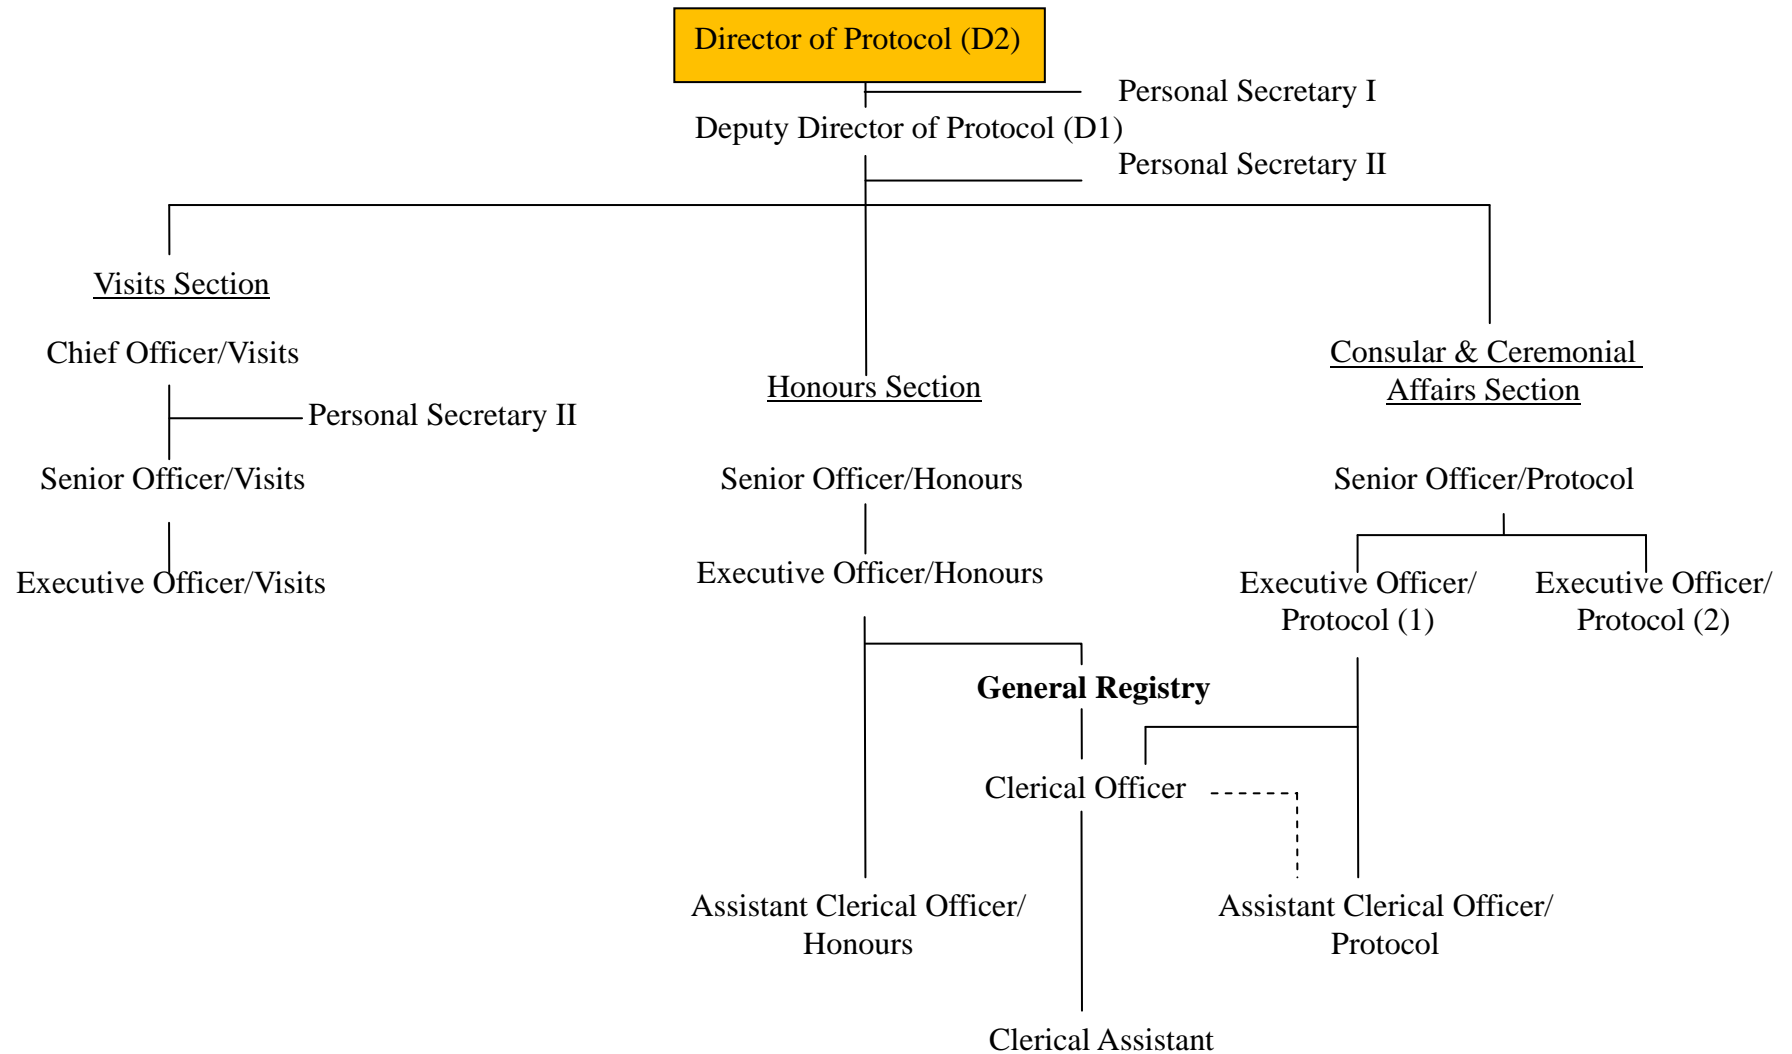 Director of Protocol (D2)
Personal Secretary I
Deputy Director of Protocol (D1)
Personal Secretary II
Visits Section
Chief Officer/Visits
Personal Secretary II
Senior Officer/Visits
Executive Officer/Visits
Honours Section
Senior Officer/Honours
Executive Officer/Honours
General Registry
Clerical Officer
Assistant Clerical Officer/
Honours
Clerical Assistant
Consular & Ceremonial
Affairs Section
Senior Officer/Protocol
Executive Officer/
Protocol (1)
Executive Officer/
Protocol (2)
Assistant Clerical Officer/
Protocol